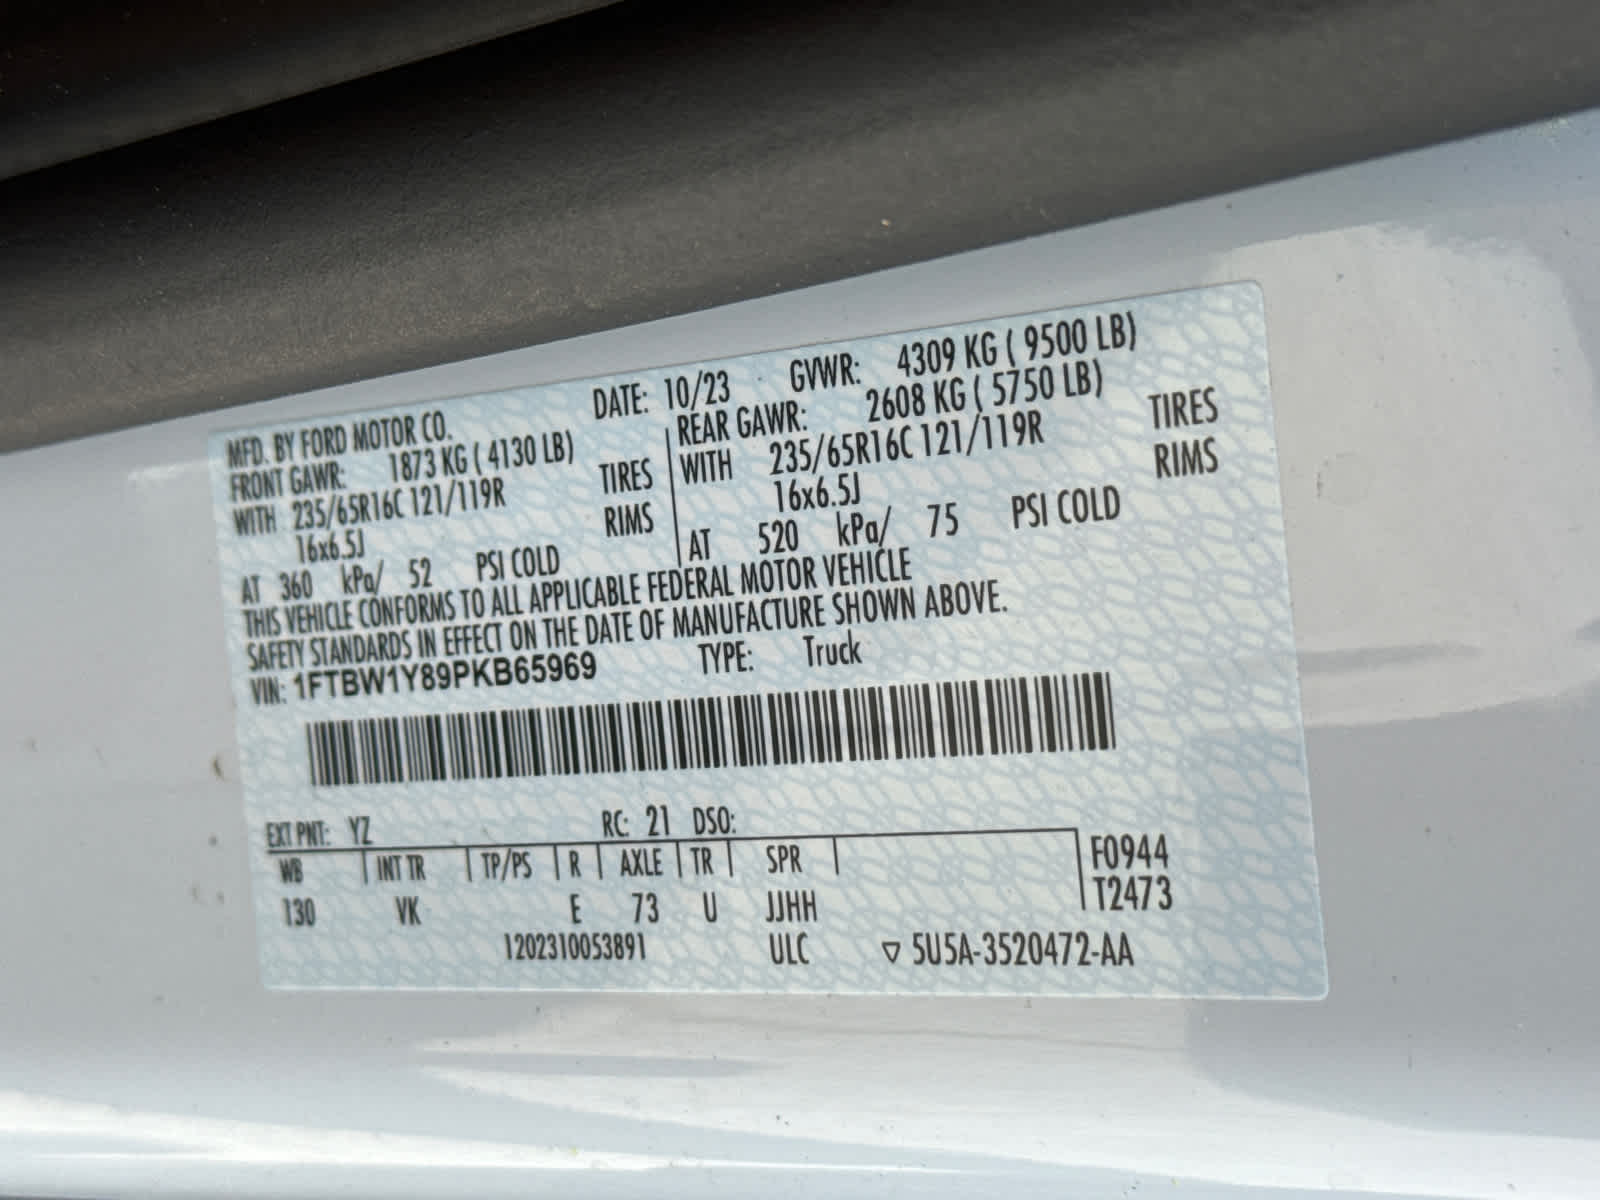 MFD. BY FORD MOTOR CO. DATE: 10/23 GVWR: 4309 KG ( 9500 LB)
FRONT GAWR: 1873 KG ( 4130 LB)
WITH 235/65R16C 121/119R TIRES
16x6.5J RIMS
AT 360 kPa/ 52 PSI COLD
REAR GAWR: 2608 KG ( 5750 LB)
WITH 235/65R16C 121/119R TIRES
16x6.5J RIMS
AT 520 kPa/ 75 PSI COLD
THIS VEHICLE CONFORMS TO ALL APPLICABLE FEDERAL MOTOR VEHICLE
SAFETY STANDARDS IN EFFECT ON THE DATE OF MANUFACTURE SHOWN ABOVE.
VIN: 1FTBW1Y89PKB65969 TYPE: Truck
EXT PNT: YZ RC: 21 DSO:
WB INT TR TP/PS R AXLE TR SPR F0944
T2473
130 VK E 73 U JJHH
1202310053891 ULC ▽ 5U5A-3520472-AA